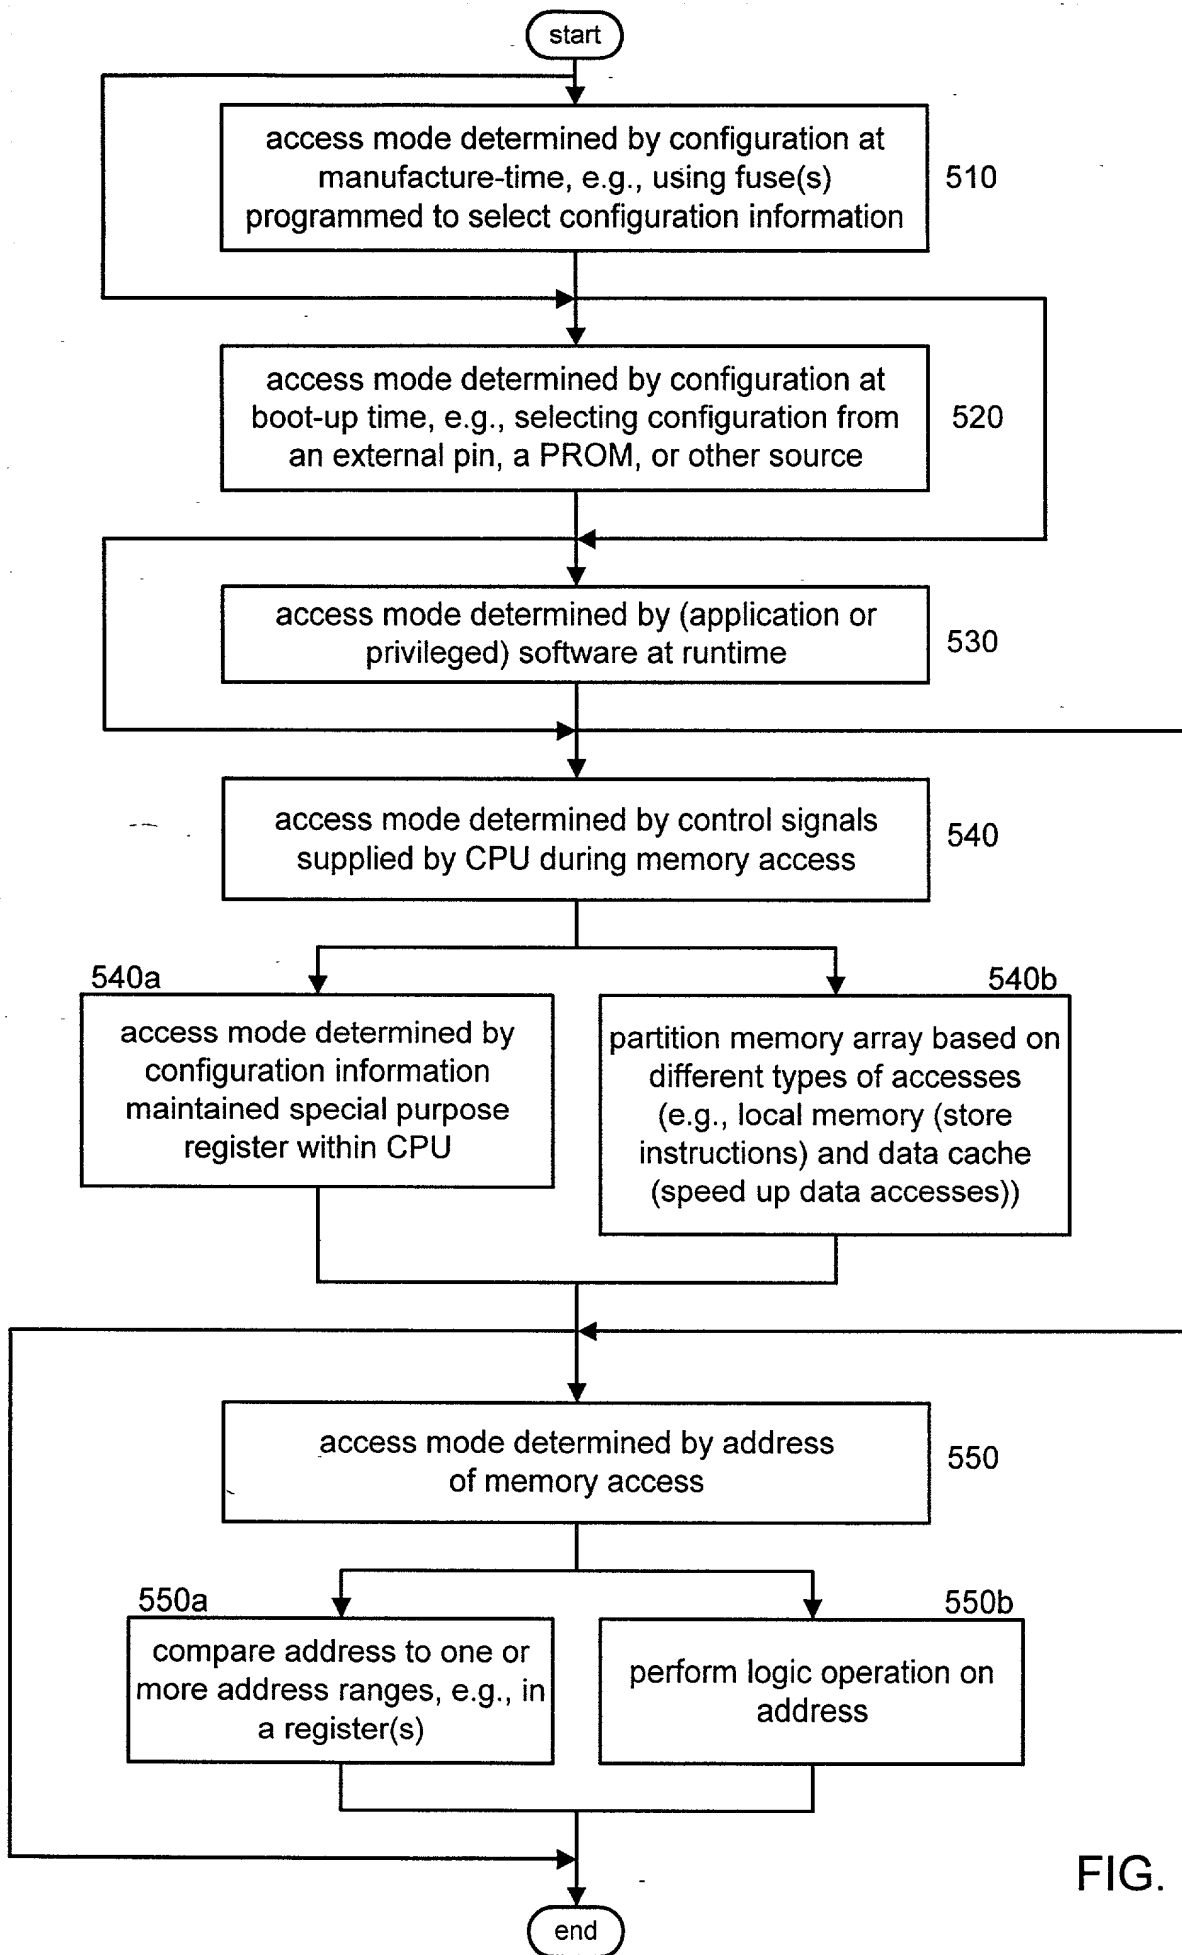 start
access mode determined by configuration at
manufacture-time, e.g., using fuse(s)
programmed to select configuration information
510
access mode determined by configuration at
boot-up time, e.g., selecting configuration from
an external pin, a PROM, or other source
520
access mode determined by (application or
privileged) software at runtime
530
access mode determined by control signals
supplied by CPU during memory access
540
540a
access mode determined by
configuration information
maintained special purpose
register within CPU
540b
partition memory array based on
different types of accesses
(e.g., local memory (store
instructions) and data cache
(speed up data accesses))
access mode determined by address
of memory access
550
550a
compare address to one or
more address ranges, e.g., in
a register(s)
550b
perform logic operation on
address
FIG.
end